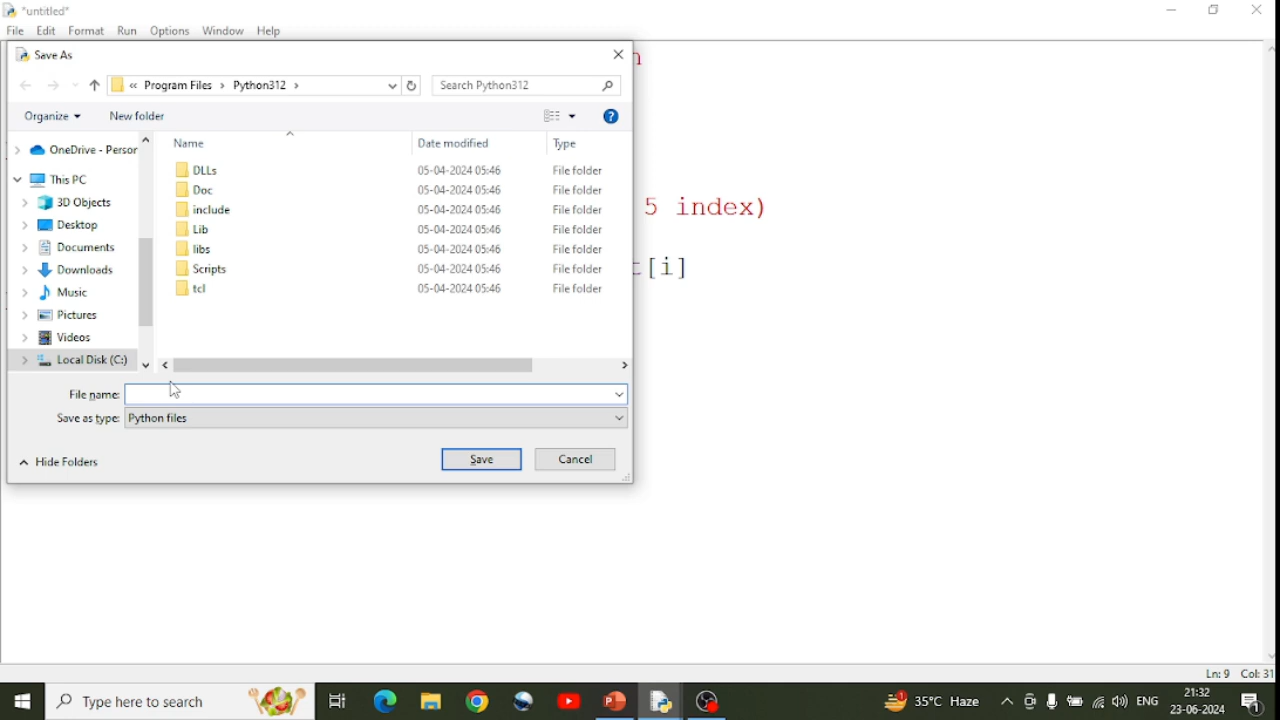 *untitled*
File Edit Format Run Options Window Help
Save As
« Program Files › Python312 ›
Search Python312
Organize
New folder
Name Date modified Type
OneDrive - Person
This PC
3D Objects
Desktop
Documents
Downloads
Music
Pictures
Videos
Local Disk (C:)
DLLs 05-04-2024 05:46 File folder
Doc 05-04-2024 05:46 File folder
include 05-04-2024 05:46 File folder
Lib 05-04-2024 05:46 File folder
libs 05-04-2024 05:46 File folder
Scripts 05-04-2024 05:46 File folder
tcl 05-04-2024 05:46 File folder
File name:
Save as type: Python files
Hide Folders
Save
Cancel
n
5 index)
t[i]
Ln: 9 Col: 31
Type here to search
35°C Haze
ENG
21:32
23-06-2024
1